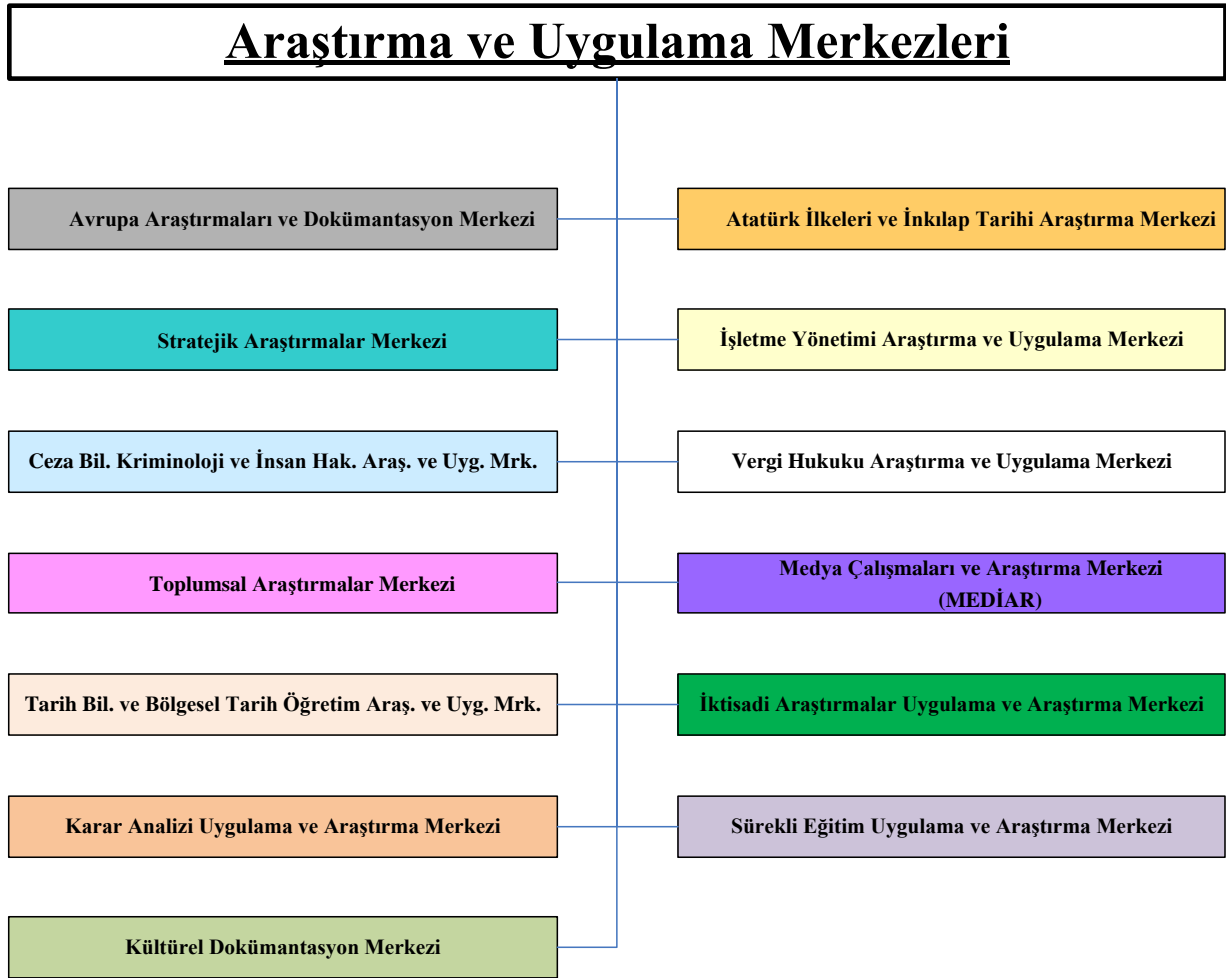 Araştırma ve Uygulama Merkezleri
Avrupa Araştırmaları ve Dokümantasyon Merkezi
Atatürk İlkeleri ve İnkılap Tarihi Araştırma Merkezi
Stratejik Araştırmalar Merkezi
İşletme Yönetimi Araştırma ve Uygulama Merkezi
Ceza Bil. Kriminoloji ve İnsan Hak. Araş. ve Uyg. Mrk.
Vergi Hukuku Araştırma ve Uygulama Merkezi
Toplumsal Araştırmalar Merkezi
Medya Çalışmaları ve Araştırma Merkezi
(MEDİAR)
Tarih Bil. ve Bölgesel Tarih Öğretim Araş. ve Uyg. Mrk.
İktisadi Araştırmalar Uygulama ve Araştırma Merkezi
Karar Analizi Uygulama ve Araştırma Merkezi
Sürekli Eğitim Uygulama ve Araştırma Merkezi
Kültürel Dokümantasyon Merkezi